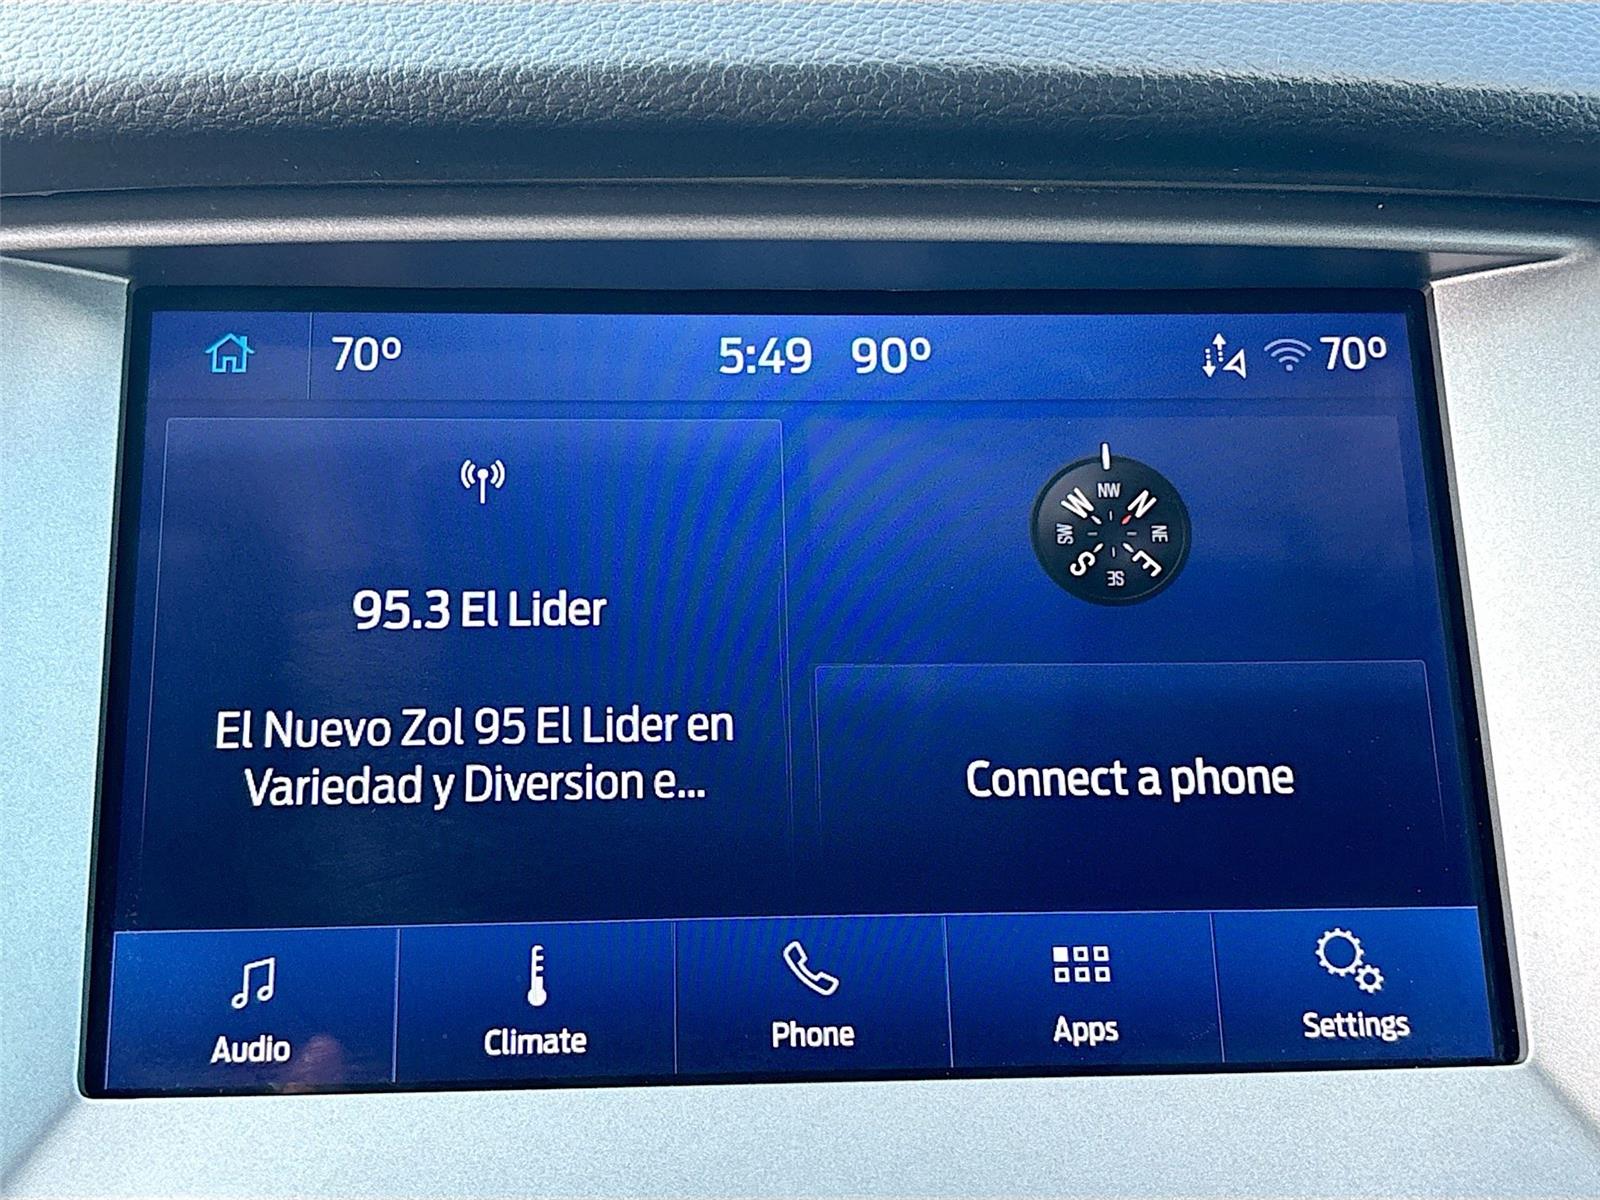 70º
5:49 90º
70º
NW
W
N
SW
NE
S
E
SE
95.3 El Lider
El Nuevo Zol 95 El Lider en
Variedad y Diversion e...
Connect a phone
Audio
Climate
Phone
Apps
Settings